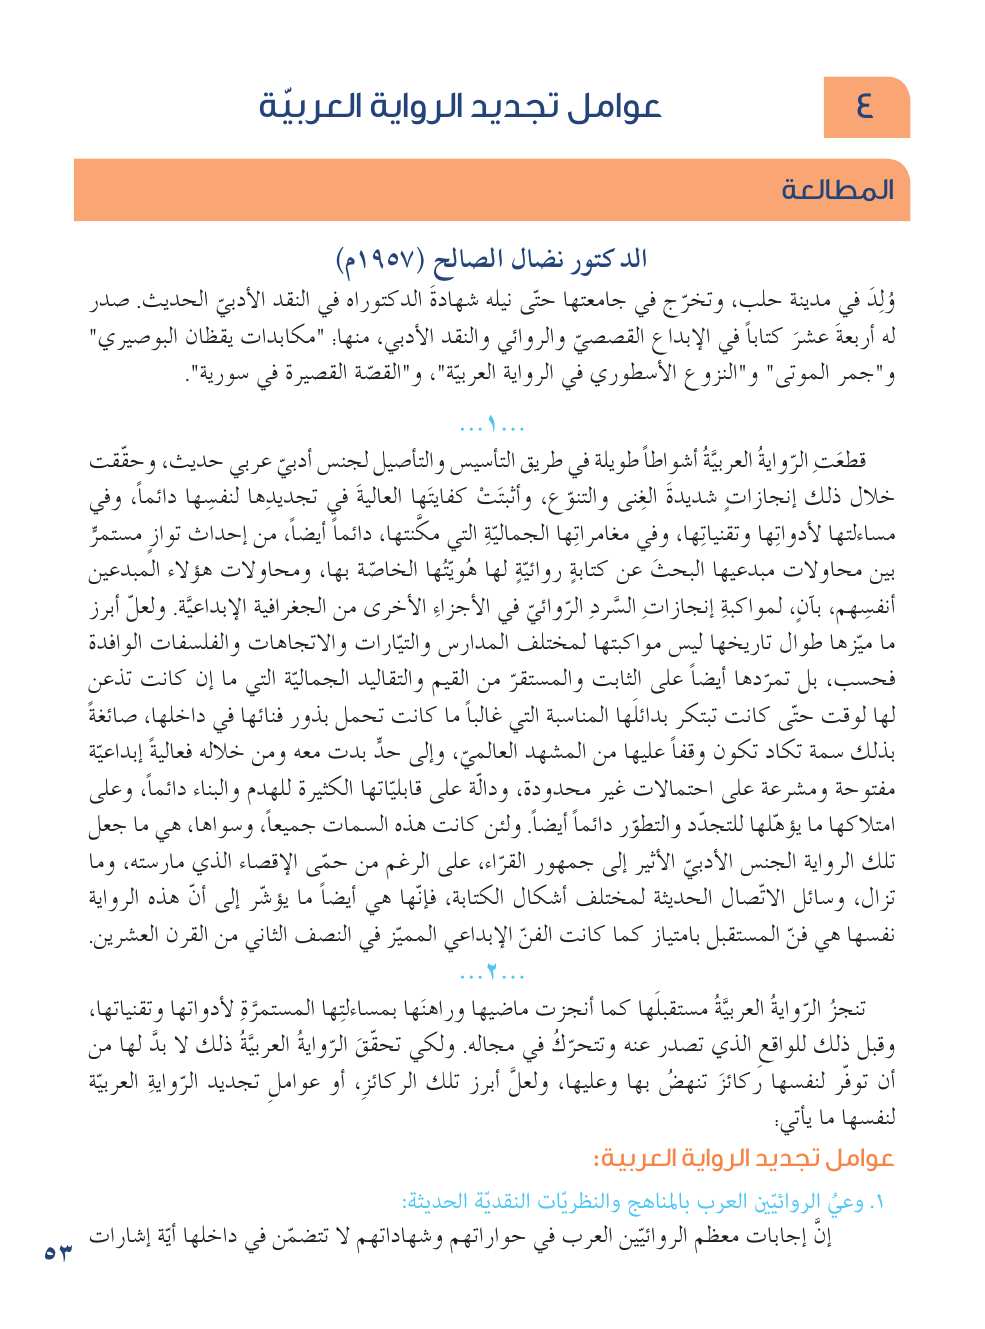 ٤
عوامل تجديد الرواية العربيّة
المطالعة
الدكتور نضال الصالح (١٩٥٧م)
وُلِدَ في مدينة حلب، وتخرّج في جامعتها حتّى نيله شهادةَ الدكتوراه في النقد الأدبيّ الحديث. صدر
له أربعةَ عشرَ كتاباً في الإبداع القصصيّ والروائي والنقد الأدبي، منها: "مكابدات يقظان البوصيري"
و"جمر الموتى" و"النزوع الأسطوري في الرواية العربيّة"، و"القصّة القصيرة في سورية".
...١...
قطعَتِ الرّوايةُ العربيَّةُ أشواطاً طويلة في طريق التأسيس والتأصيل لجنس أدبيّ عربي حديث، وحقّقت
خلال ذلك إنجازاتٍ شديدةَ الغِنى والتنوّع، وأثبتَتْ كفايتَها العاليةَ في تجديدِها لنفسِها دائماً، وفي
مساءلتها لأدواتِها وتقنياتِها، وفي مغامراتِها الجماليّةِ التي مكَّنتها، دائماً أيضاً، من إحداث توازٍ مستمرٍّ
بين محاولات مبدعيها البحثَ عن كتابةٍ روائيّةٍ لها هُويّتُها الخاصّة بها، ومحاولات هؤلاء المبدعين
أنفسِهم، بآنٍ، لمواكبةِ إنجازاتِ السَّردِ الرّوائيّ في الأجزاءِ الأخرى من الجغرافية الإبداعيَّة. ولعلّ أبرز
ما ميّزها طوال تاريخها ليس مواكبتها لمختلف المدارس والتيّارات والاتجاهات والفلسفات الوافدة
فحسب، بل تمرّدها أيضاً على الثابت والمستقرّ من القيم والتقاليد الجماليّة التي ما إن كانت تذعن
لها لوقت حتّى كانت تبتكر بدائلَها المناسبة التي غالباً ما كانت تحمل بذور فنائها في داخلها، صائغةً
بذلك سمة تكاد تكون وقفاً عليها من المشهد العالميّ، وإلى حدٍّ بدت معه ومن خلاله فعاليةً إبداعيّة
مفتوحة ومشرعة على احتمالات غير محدودة، ودالّة على قابليّاتها الكثيرة للهدم والبناء دائماً، وعلى
امتلاكها ما يؤهّلها للتجدّد والتطوّر دائماً أيضاً. ولئن كانت هذه السمات جميعاً، وسواها، هي ما جعل
تلك الرواية الجنس الأدبيّ الأثير إلى جمهور القرّاء، على الرغم من حمّى الإقصاء الذي مارسته، وما
تزال، وسائل الاتّصال الحديثة لمختلف أشكال الكتابة، فإنّها هي أيضاً ما يؤشّر إلى أنّ هذه الرواية
نفسها هي فنّ المستقبل بامتياز كما كانت الفنّ الإبداعي المميّز في النصف الثاني من القرن العشرين.
...٢...
تنجزُ الرّوايةُ العربيَّةُ مستقبلَها كما أنجزت ماضيها وراهنَها بمساءلتِها المستمرَّةِ لأدواتها وتقنياتها،
وقبل ذلك للواقعِ الذي تصدر عنه وتتحرّكُ في مجاله. ولكي تحقّقَ الرّوايةُ العربيَّةُ ذلك لا بدَّ لها من
أن توفّر لنفسها رَكائزَ تنهضُ بها وعليها، ولعلَّ أبرز تلك الركائزِ، أو عواملِ تجديد الرّوايةِ العربيّة
لنفسها ما يأتي:
عوامل تجديد الرواية العربية:
١. وعيُ الروائيّين العرب بالمناهج والنظريّات النقديّة الحديثة:
إنَّ إجابات معظم الروائيّين العرب في حواراتهم وشهاداتهم لا تتضمّن في داخلها أيّة إشارات
٥٣